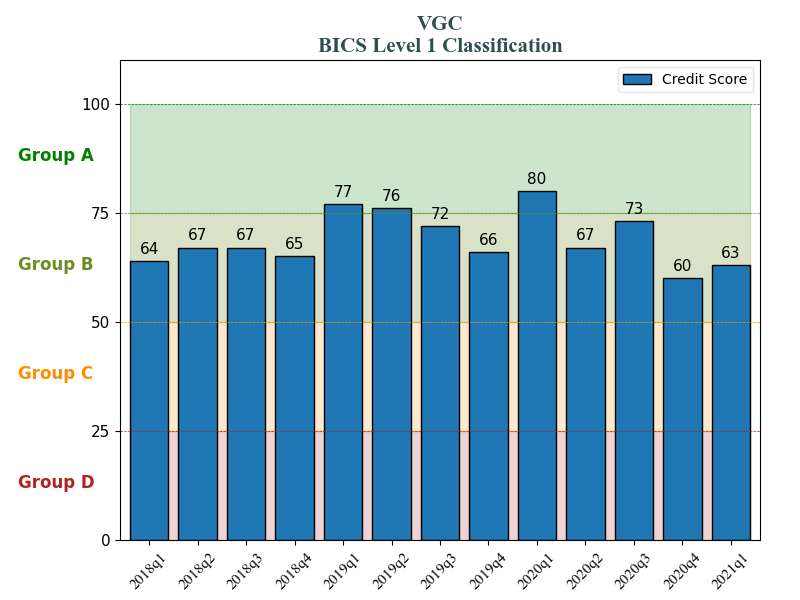 VGC
BICS Level 1 Classification
Credit Score
100
Group A
80
77
76
75
73
72
67
67
67
66
65
64
63
60
Group B
50
Group C
25
Group D
0
2018q1
2018q2
2018q3
2018q4
2019q1
2019q2
2019q3
2019q4
2020q1
2020q2
2020q3
2020q4
2021q1